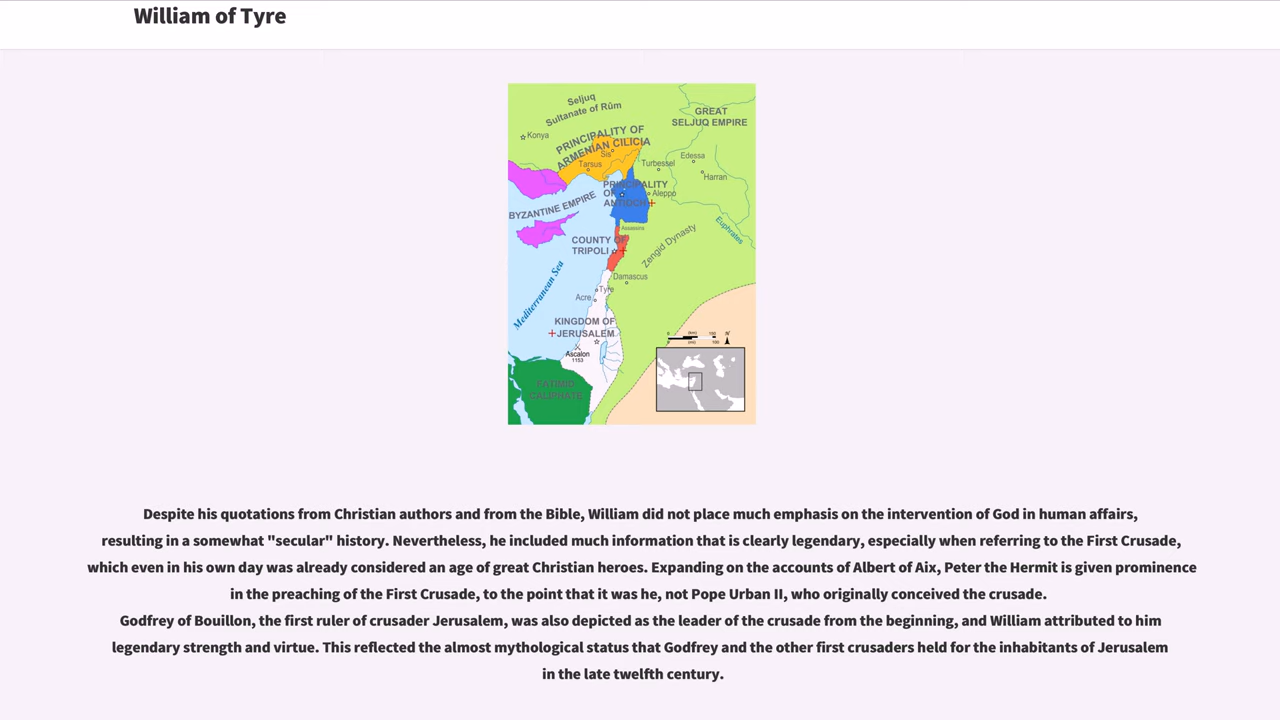 William of Tyre
Seljuq
Sultanate of Rûm
GREAT
SELJUQ EMPIRE
Konya
PRINCIPALITY OF
ARMENIAN CILICIA
Sis
Tarsus
Turbessel
Edessa
Harran
PRINCIPALITY
OF
ANTIOCH
Aleppo
BYZANTINE EMPIRE
Assassins
Euphrates
COUNTY OF
TRIPOLI
Zengid Dynasty
Mediterranean Sea
Damascus
Tyre
Acre
KINGDOM OF
JERUSALEM
Ascalon
1153
FATIMID
CALIPHATE
Despite his quotations from Christian authors and from the Bible, William did not place much emphasis on the intervention of God in human affairs,
resulting in a somewhat "secular" history. Nevertheless, he included much information that is clearly legendary, especially when referring to the First Crusade,
which even in his own day was already considered an age of great Christian heroes. Expanding on the accounts of Albert of Aix, Peter the Hermit is given prominence
in the preaching of the First Crusade, to the point that it was he, not Pope Urban II, who originally conceived the crusade.
Godfrey of Bouillon, the first ruler of crusader Jerusalem, was also depicted as the leader of the crusade from the beginning, and William attributed to him
legendary strength and virtue. This reflected the almost mythological status that Godfrey and the other first crusaders held for the inhabitants of Jerusalem
in the late twelfth century.